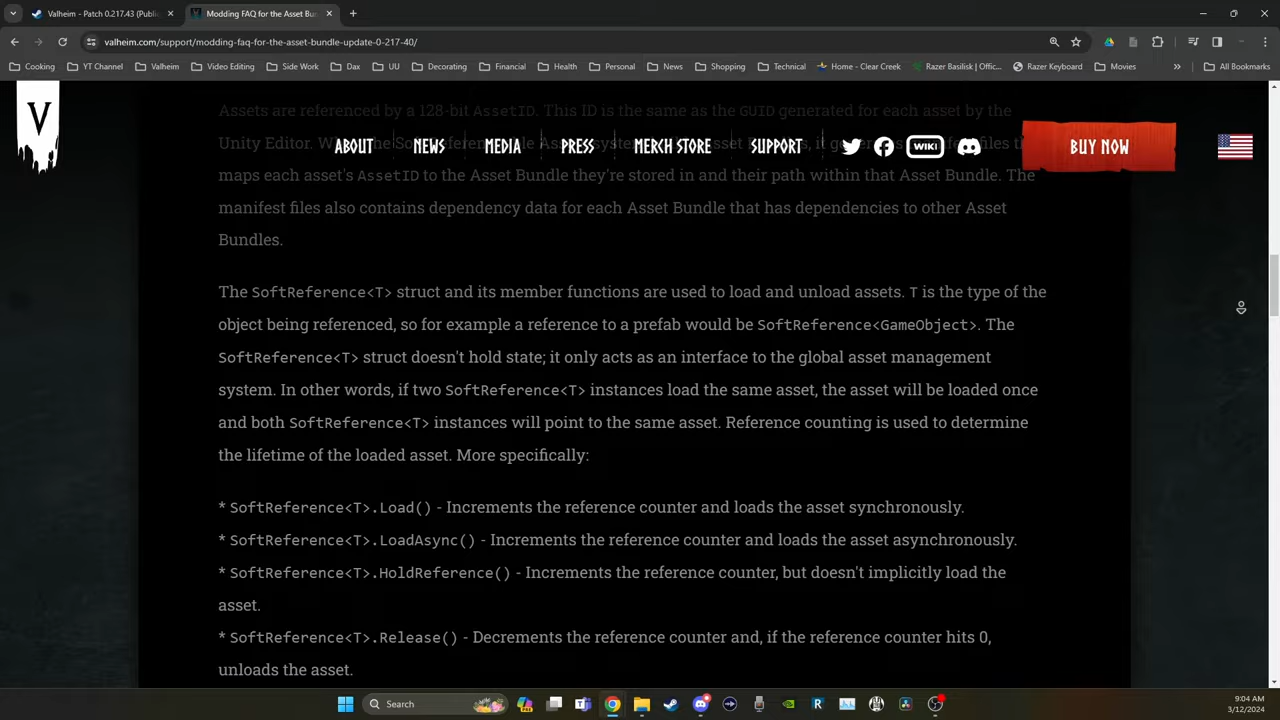 Valheim - Patch 0.217.43 (Public
Modding FAQ for the Asset Bun
valheim.com/support/modding-faq-for-the-asset-bundle-update-0-217-40/
Cooking YT Channel Valheim Video Editing Side Work Dax UU Decorating Financial Health Personal News Shopping Technical Home - Clear Creek Razer Basilisk | Offic... Razer Keyboard Movies » All Bookmarks
V
ABOUT NEWS MEDIA PRESS MERCH STORE SUPPORT WIKI BUY NOW
Assets are referenced by a 128-bit AssetID. This ID is the same as the GUID generated for each asset by the
Unity Editor.
maps each asset's AssetID to the Asset Bundle they're stored in and their path within that Asset Bundle. The
manifest files also contains dependency data for each Asset Bundle that has dependencies to other Asset
Bundles.
The SoftReference<T> struct and its member functions are used to load and unload assets. T is the type of the
object being referenced, so for example a reference to a prefab would be SoftReference<GameObject>. The
SoftReference<T> struct doesn't hold state; it only acts as an interface to the global asset management
system. In other words, if two SoftReference<T> instances load the same asset, the asset will be loaded once
and both SoftReference<T> instances will point to the same asset. Reference counting is used to determine
the lifetime of the loaded asset. More specifically:
* SoftReference<T>.Load() - Increments the reference counter and loads the asset synchronously.
* SoftReference<T>.LoadAsync() - Increments the reference counter and loads the asset asynchronously.
* SoftReference<T>.HoldReference() - Increments the reference counter, but doesn't implicitly load the
asset.
* SoftReference<T>.Release() - Decrements the reference counter and, if the reference counter hits 0,
unloads the asset.
Search
9:04 AM
3/12/2024